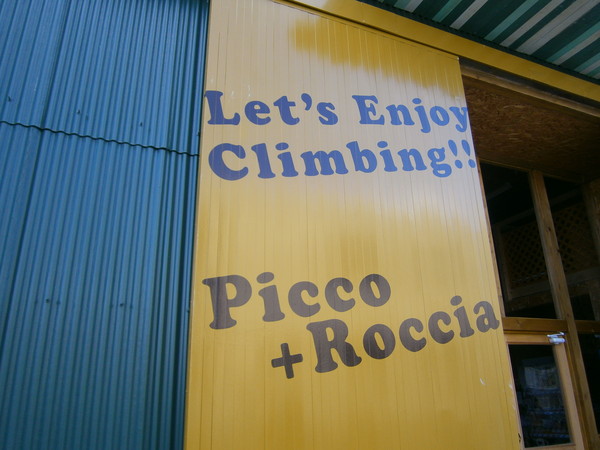 Let's Enjoy
Climbing!!
Picco
+Roccia